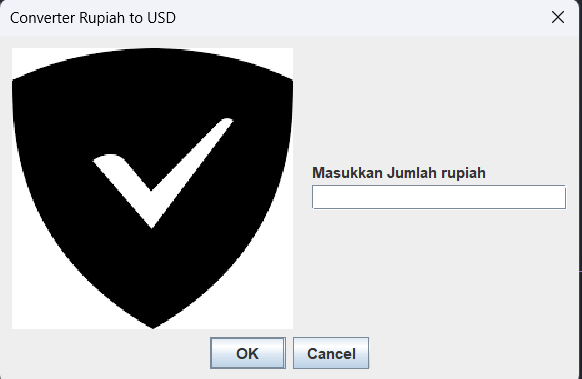 Converter Rupiah to USD
Masukkan Jumlah rupiah
OK
Cancel